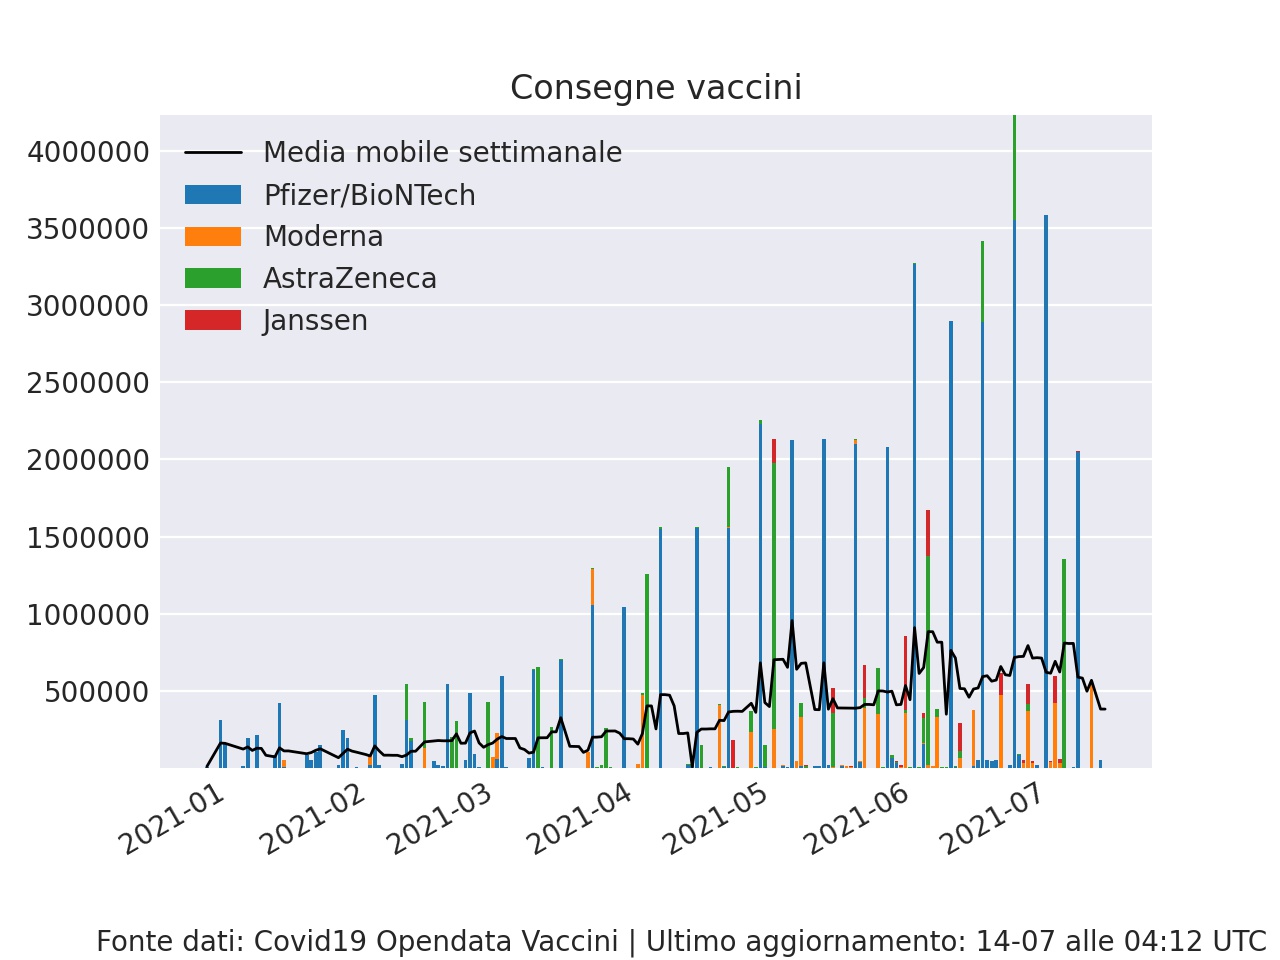 Consegne vaccini
4000000
3500000
3000000
2500000
2000000
1500000
1000000
500000
Media mobile settimanale
Pfizer/BioNTech
Moderna
AstraZeneca
Janssen
2021-01
2021-02
2021-03
2021-04
2021-05
2021-06
2021-07
Fonte dati: Covid19 Opendata Vaccini | Ultimo aggiornamento: 14-07 alle 04:12 UTC